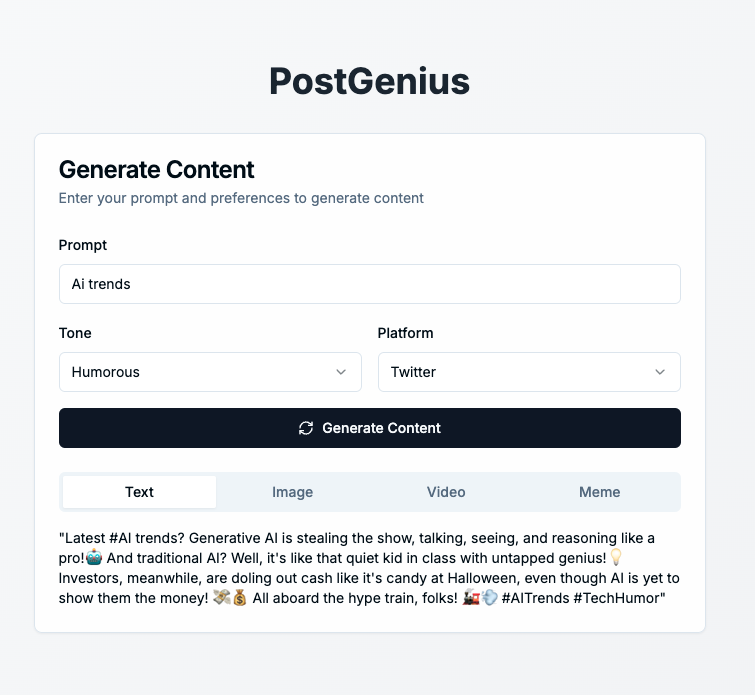 PostGenius
Generate Content
Enter your prompt and preferences to generate content
Prompt
Ai trends
Tone
Platform
Humorous
Twitter
Generate Content
Text
Image
Video
Meme
"Latest #AI trends? Generative AI is stealing the show, talking, seeing, and reasoning like a
pro!🤖 And traditional AI? Well, it's like that quiet kid in class with untapped genius!💡
Investors, meanwhile, are doling out cash like it's candy at Halloween, even though AI is yet to
show them the money! 💸💰 All aboard the hype train, folks! 🚂💨 #AITrends #TechHumor"